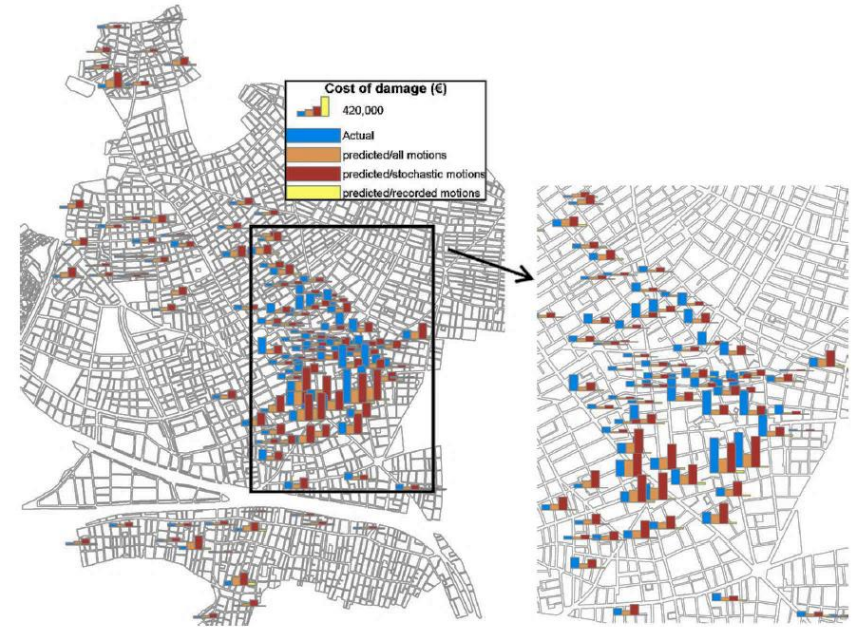 Cost of damage (€)
420,000
Actual
predicted/all motions
predicted/stochastic motions
predicted/recorded motions